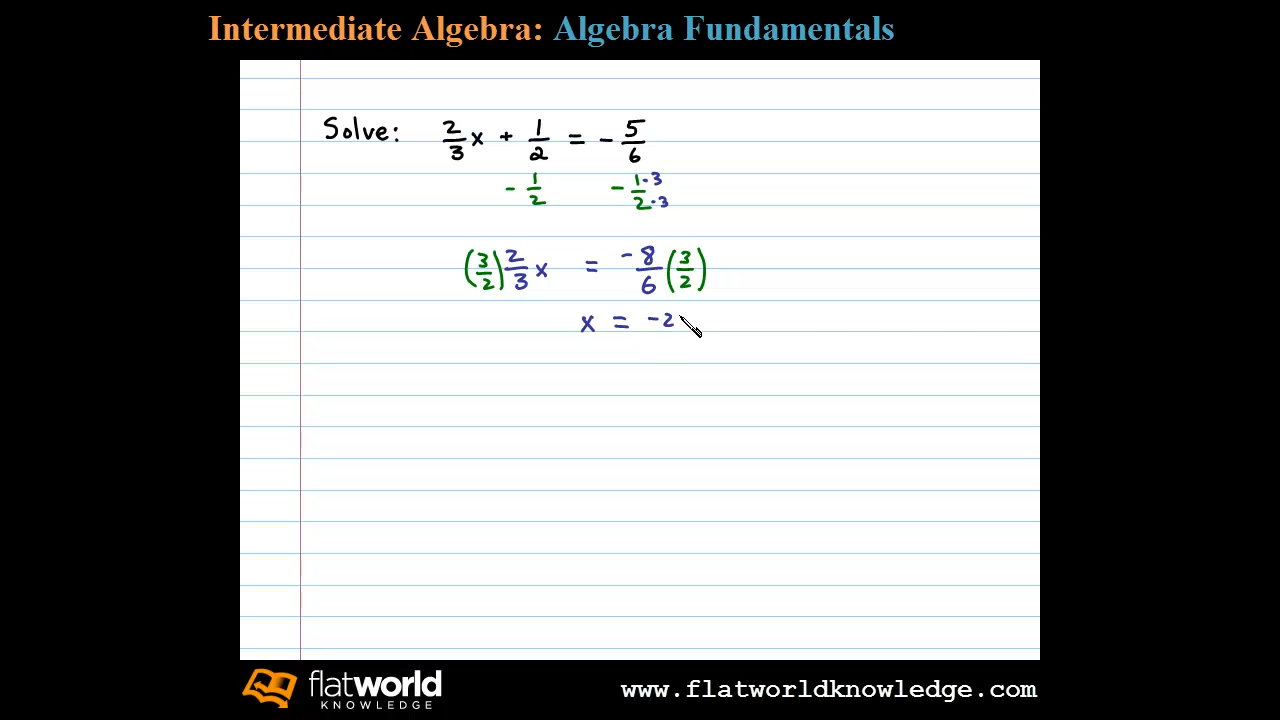 Intermediate Algebra: Algebra Fundamentals
Solve: 2/3 x + 1/2 = - 5/6
- 1/2 - 1·3/2·3
(3/2) 2/3 x = -8/6 (3/2)
x = -2
flatworld
KNOWLEDGE
www.flatworldknowledge.com